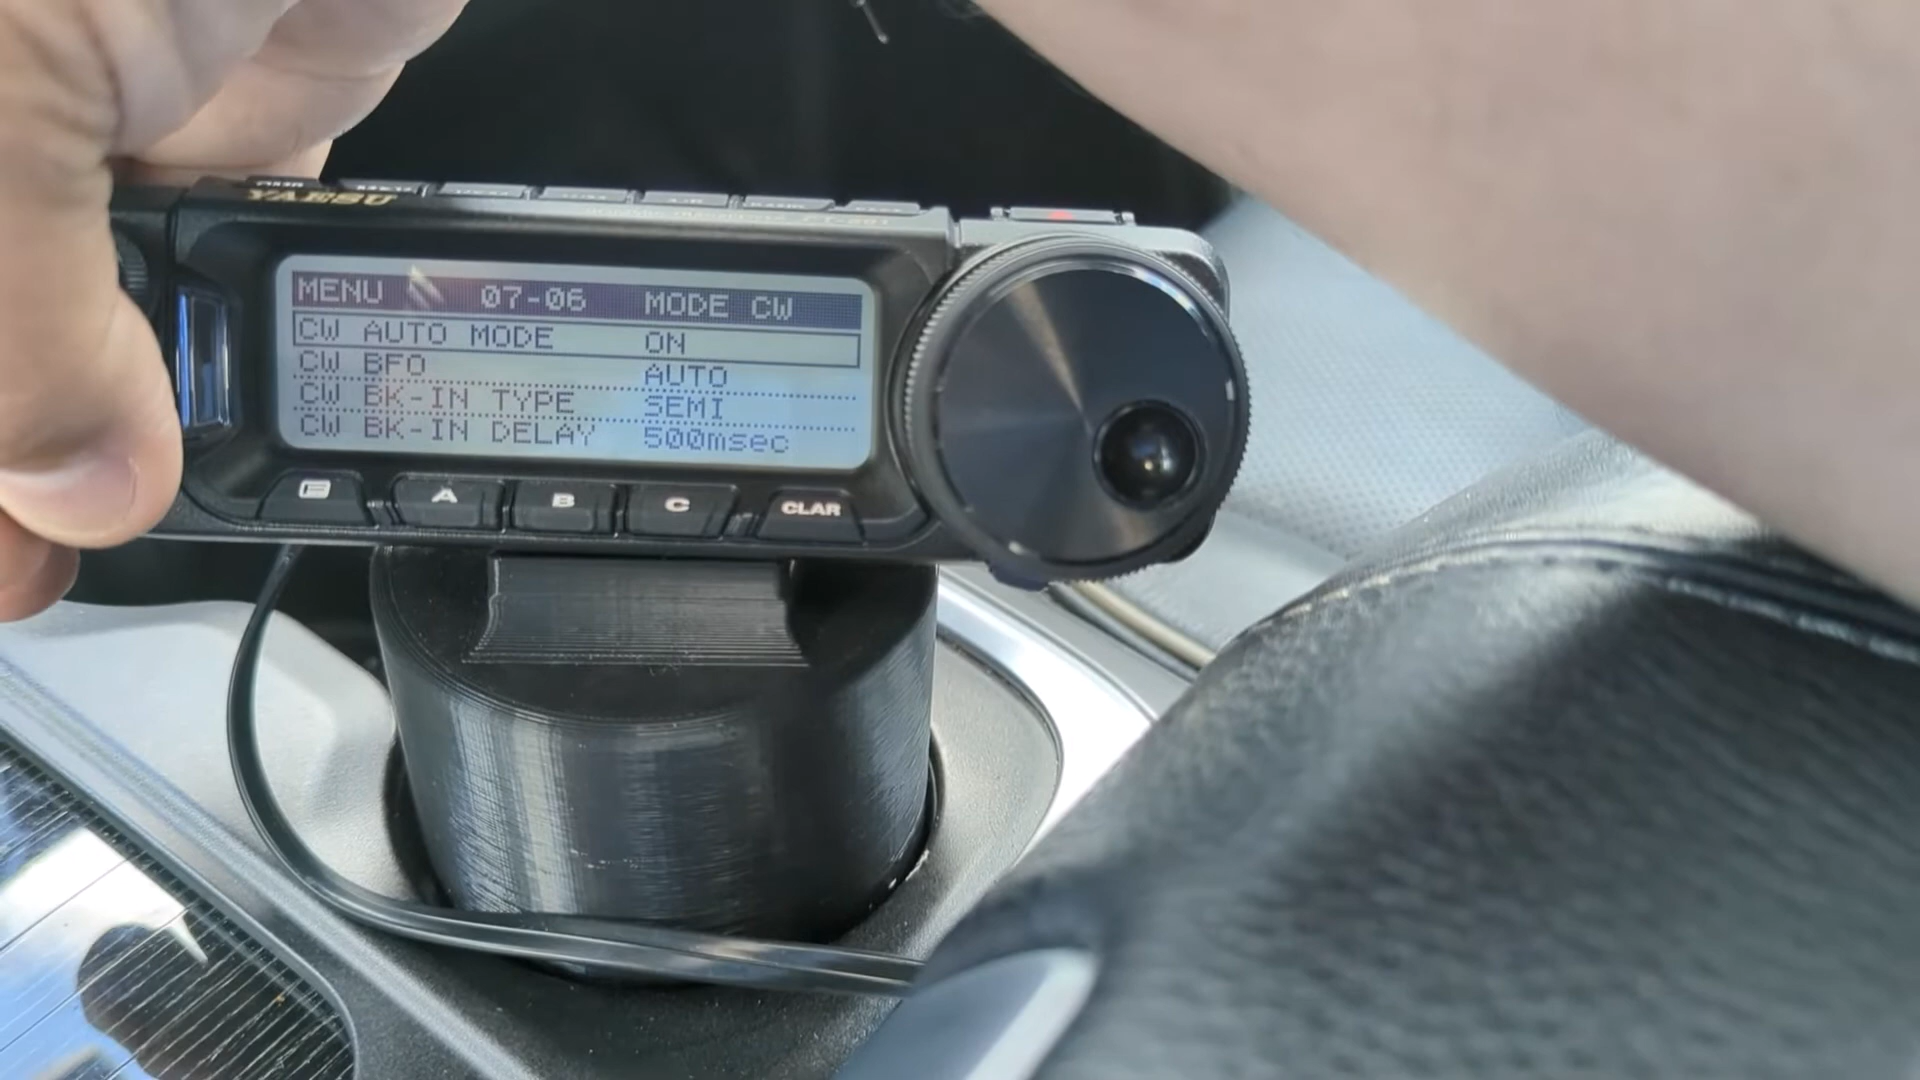 YAESU
MENU 07-06 MODE CW
CW AUTO MODE ON
CW BFO AUTO
CW BK-IN TYPE SEMI
CW BK-IN DELAY 500msec
F A B C CLAR